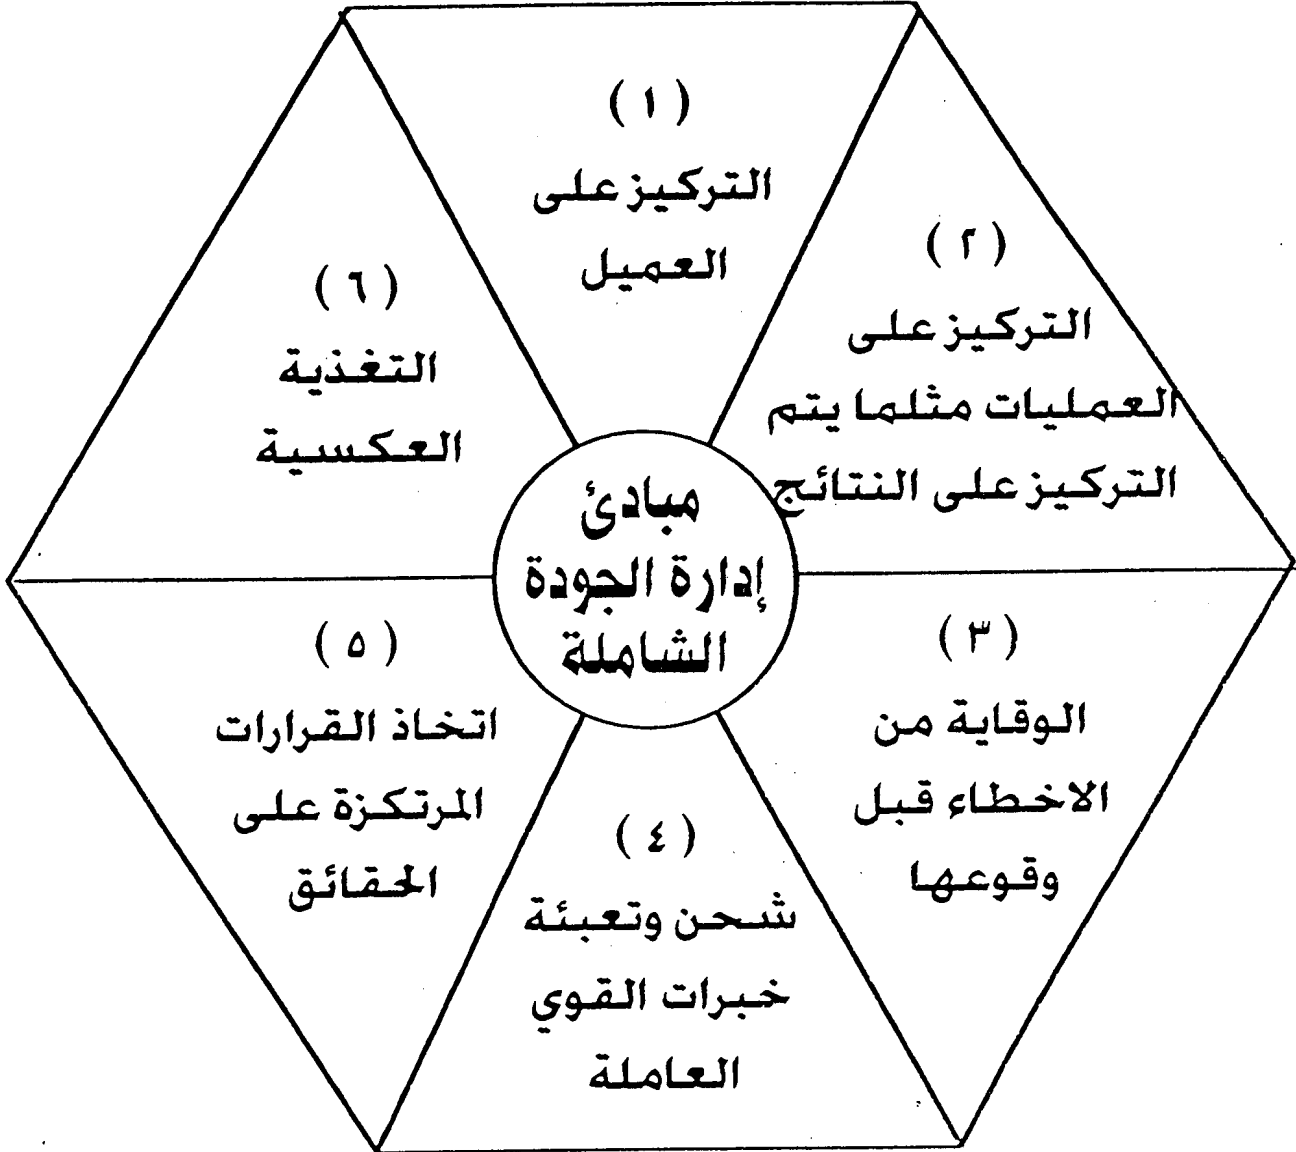 مبادئ
إدارة الجودة
الشاملة
( ١ )
التركيز على
العميل
( ٢ )
التركيز على
العمليات مثلما يتم
التركيز على النتائج
( ٣ )
الوقاية من
الاخطاء قبل
وقوعها
( ٤ )
شحن وتعبئة
خبرات القوي
العاملة
( ٥ )
اتخاذ القرارات
المرتكزة على
الحقائق
( ٦ )
التغذية
العكسية